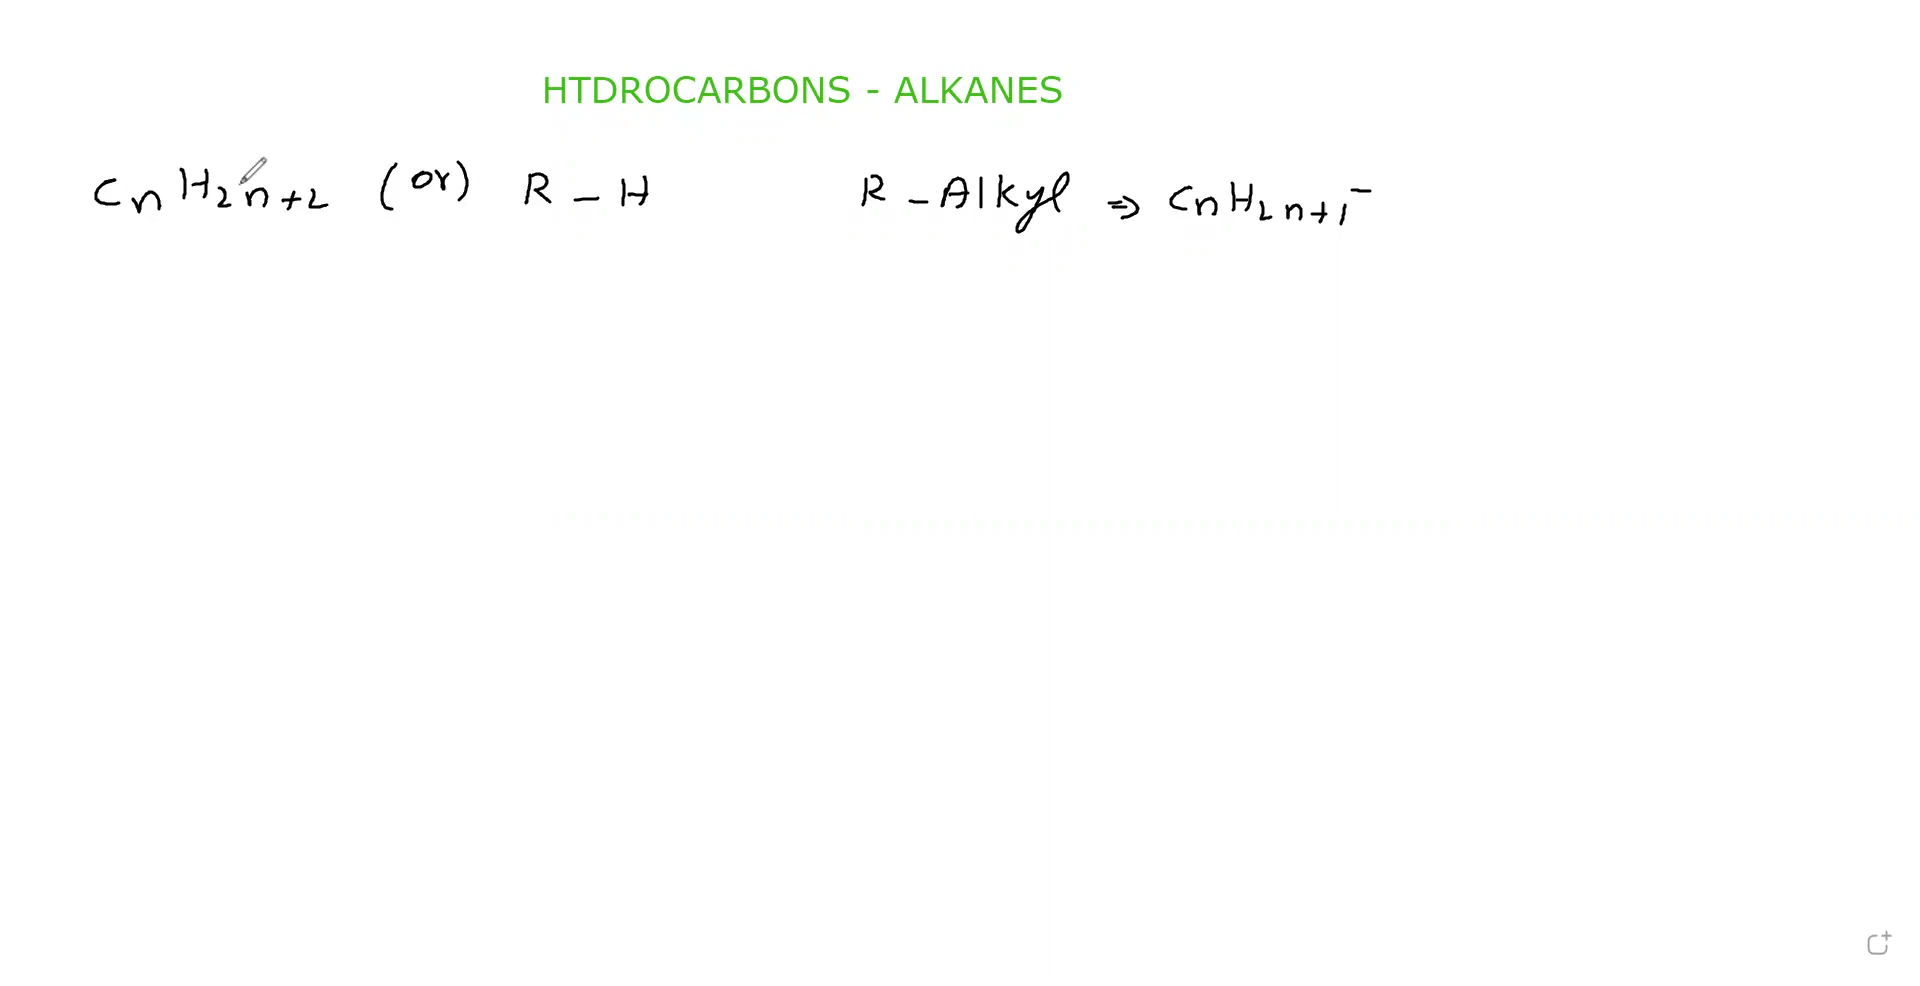 HTDROCARBONS - ALKANES
CnH2n+2 (or) R - H R - Alkyl ⇒ CnH2n+1 -